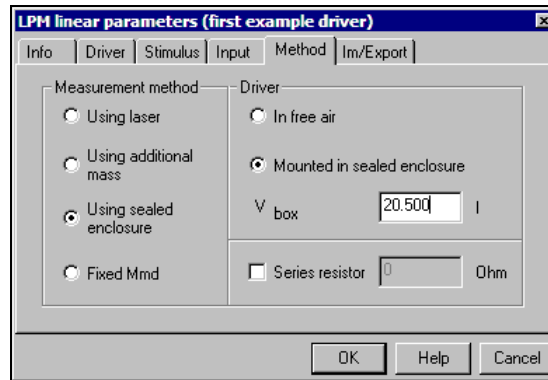 LPM linear parameters (first example driver)
Info Driver Stimulus Input Method Im/Export
Measurement method
Using laser
Using additional
mass
Using sealed
enclosure
Fixed Mmd
Driver
In free air
Mounted in sealed enclosure
V box 20.500 l
Series resistor 0 Ohm
OK Help Cancel